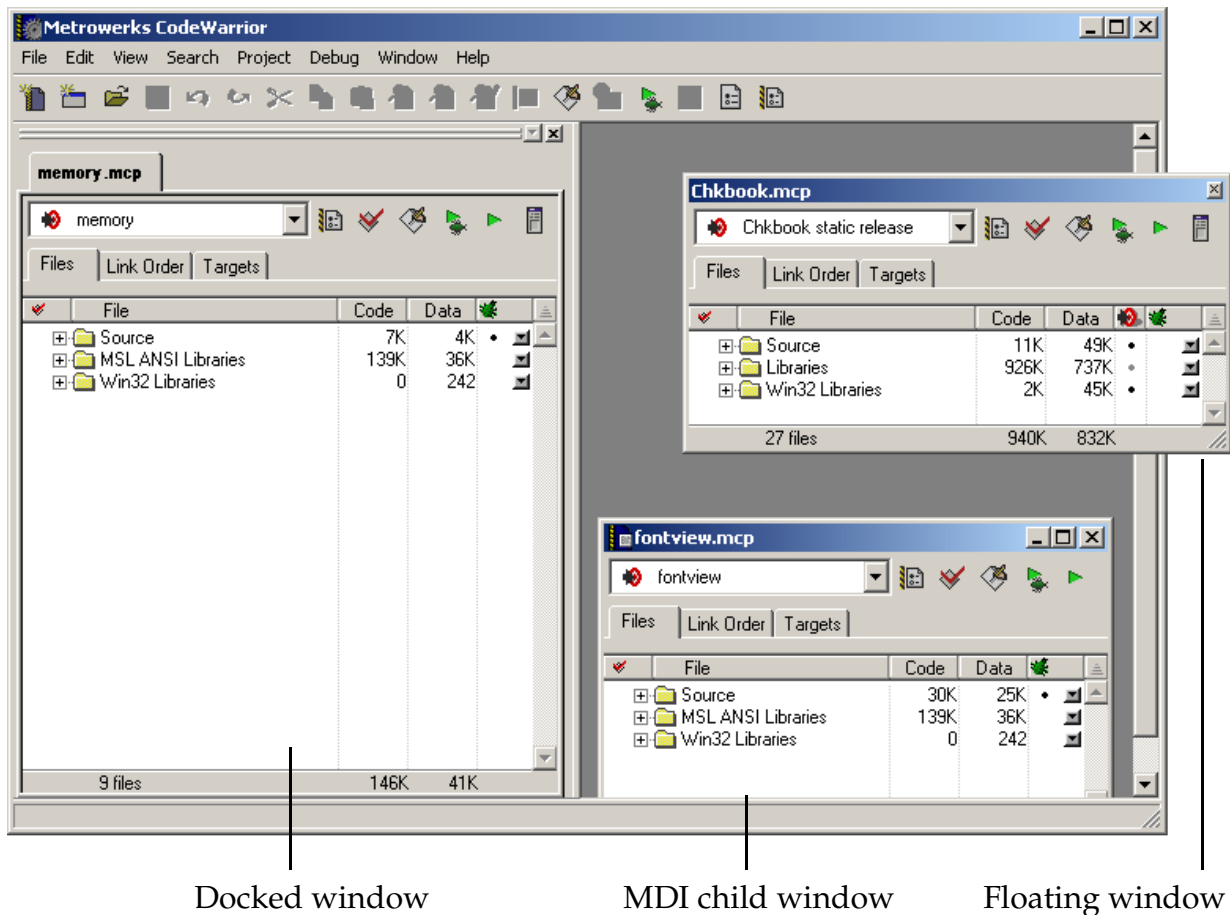 Metrowerks CodeWarrior
File Edit View Search Project Debug Window Help
memory.mcp
memory
Files Link Order Targets
File Code Data
Source 7K 4K
MSL ANSI Libraries 139K 36K
Win32 Libraries 0 242
9 files 146K 41K
Chkbook.mcp
Chkbook static release
Files Link Order Targets
File Code Data
Source 11K 49K
Libraries 926K 737K
Win32 Libraries 2K 45K
27 files 940K 832K
fontview.mcp
fontview
Files Link Order Targets
File Code Data
Source 30K 25K
MSL ANSI Libraries 139K 36K
Win32 Libraries 0 242
Docked window MDI child window Floating window